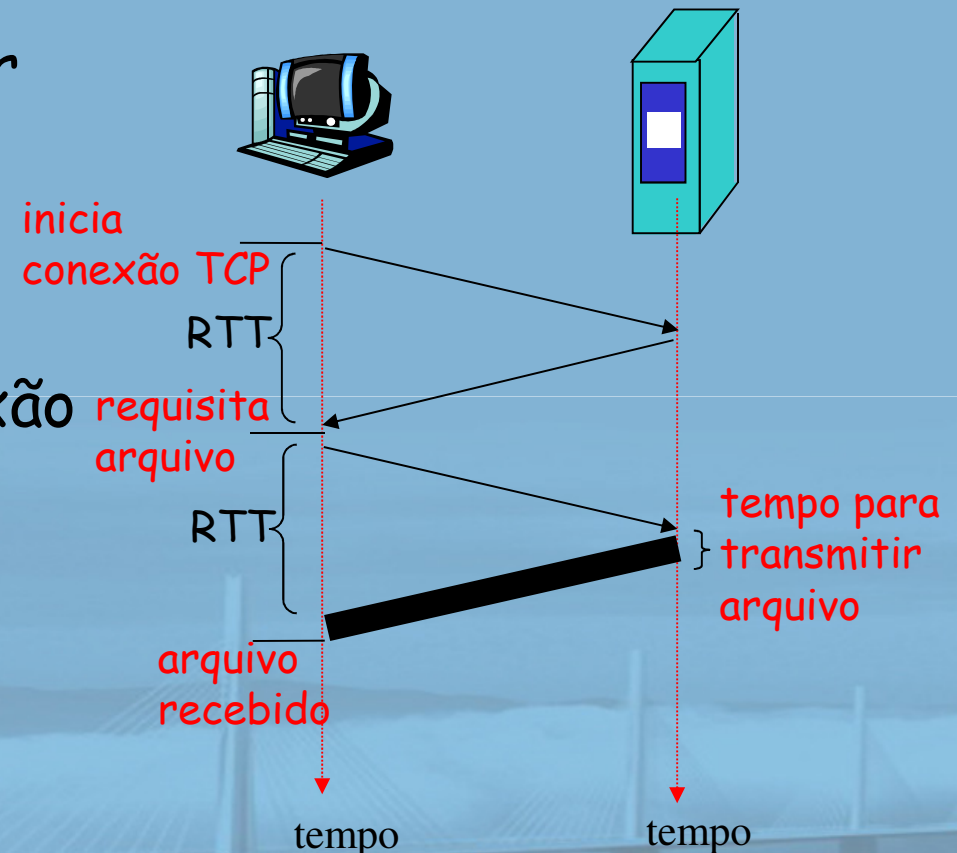 r
inicia
conexão TCP
RTT
xão
requisita
arquivo
RTT
tempo para
transmitir
arquivo
arquivo
recebido
tempo
tempo